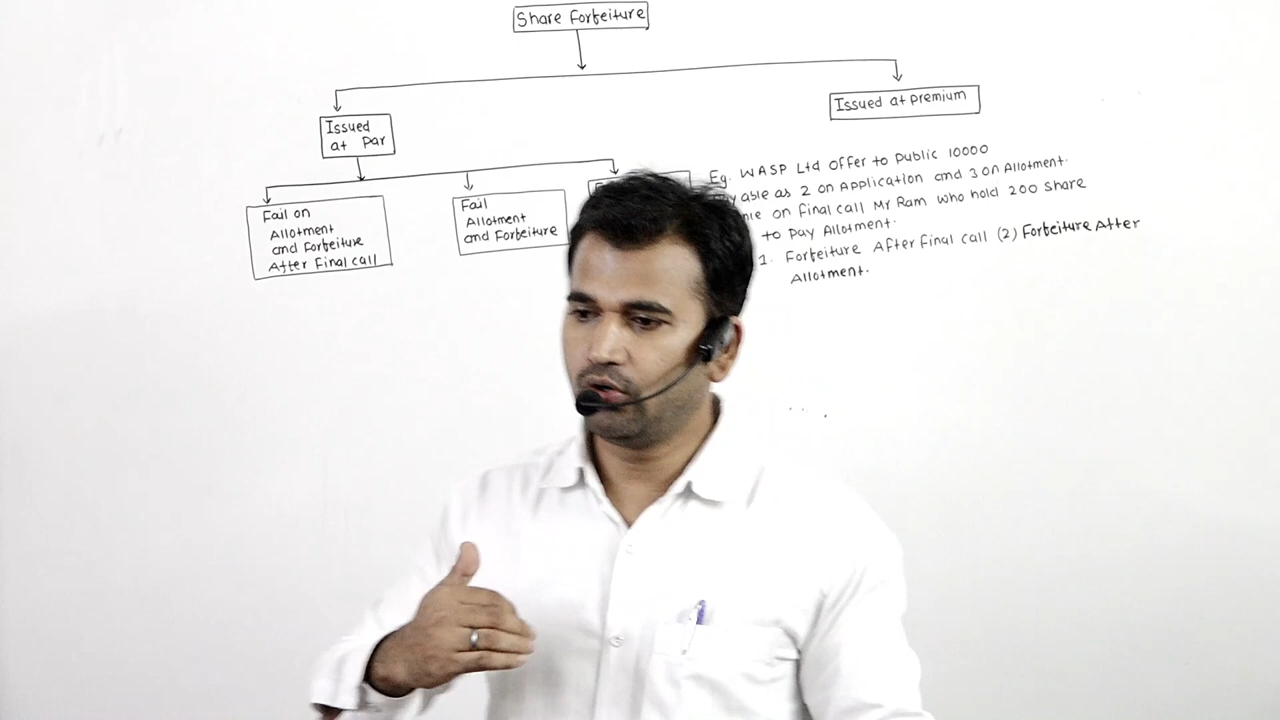 Share Forfeiture
Issued
at Par
Issued at premium
Fail on
Allotment
and Forfeiture
After Final call
Fail
Allotment
and Forfeiture
Eg. WASP Ltd offer to Public 10000
able as 2 on Application and 3 on Allotment.
on final call Mr Ram who hold 200 share
to Pay Allotment.
1. Forfeiture After Final call (2) Forfeiture After
Allotment.